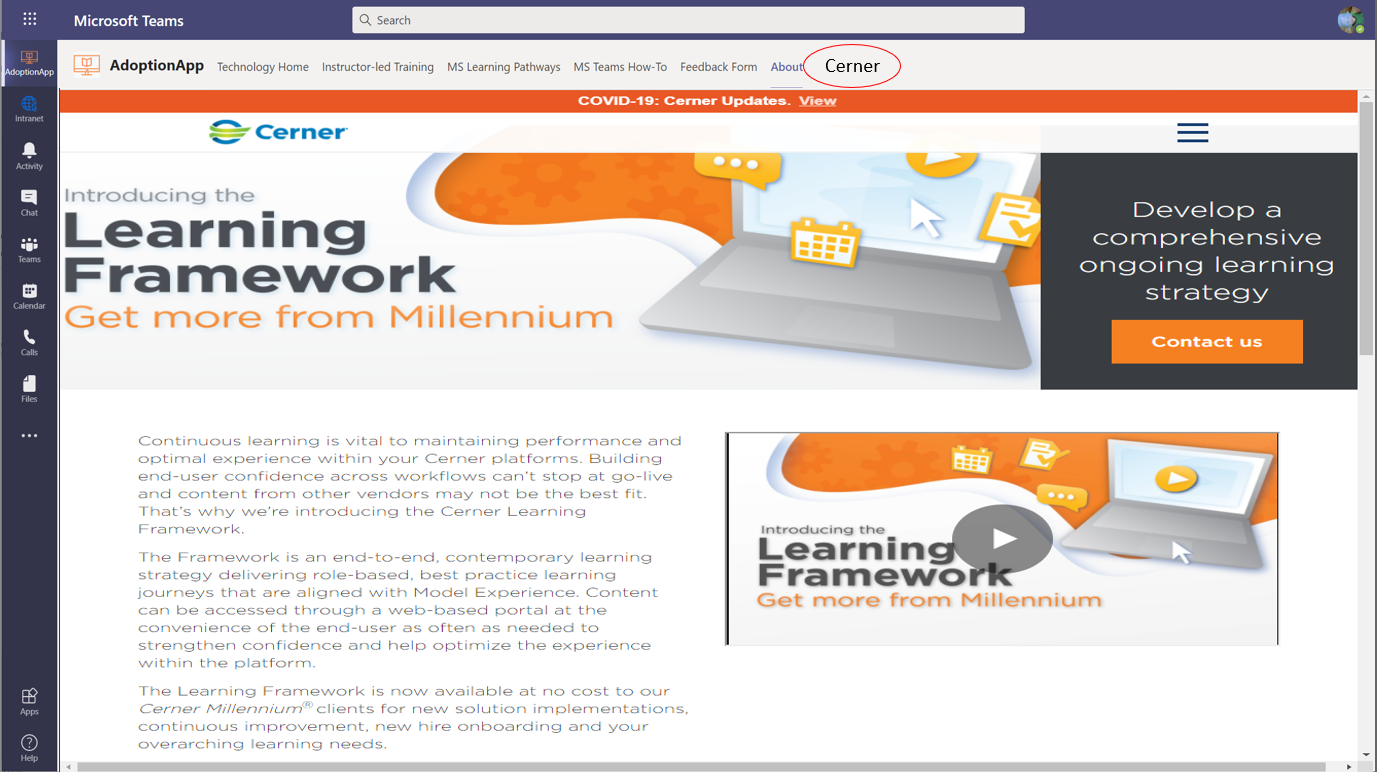 Microsoft Teams
Search
AdoptionApp
AdoptionApp
Technology Home
Instructor-led Training
MS Learning Pathways
MS Teams How-To
Feedback Form
About
Cerner
Intranet
Activity
Chat
Teams
Calendar
Calls
Files
Apps
Help
COVID-19: Cerner Updates. View
Cerner
Introducing the
Learning
Framework
Get more from Millennium
Develop a
comprehensive
ongoing learning
strategy
Contact us
Continuous learning is vital to maintaining performance and
optimal experience within your Cerner platforms. Building
end-user confidence across workflows can't stop at go-live
and content from other vendors may not be the best fit.
That's why we're introducing the Cerner Learning
Framework.
The Framework is an end-to-end, contemporary learning
strategy delivering role-based, best practice learning
journeys that are aligned with Model Experience. Content
can be accessed through a web-based portal at the
convenience of the end-user as often as needed to
strengthen confidence and help optimize the experience
within the platform.
The Learning Framework is now available at no cost to our
Cerner Millennium® clients for new solution implementations,
continuous improvement, new hire onboarding and your
overarching learning needs.
Introducing the
Learning
Framework
Get more from Millennium